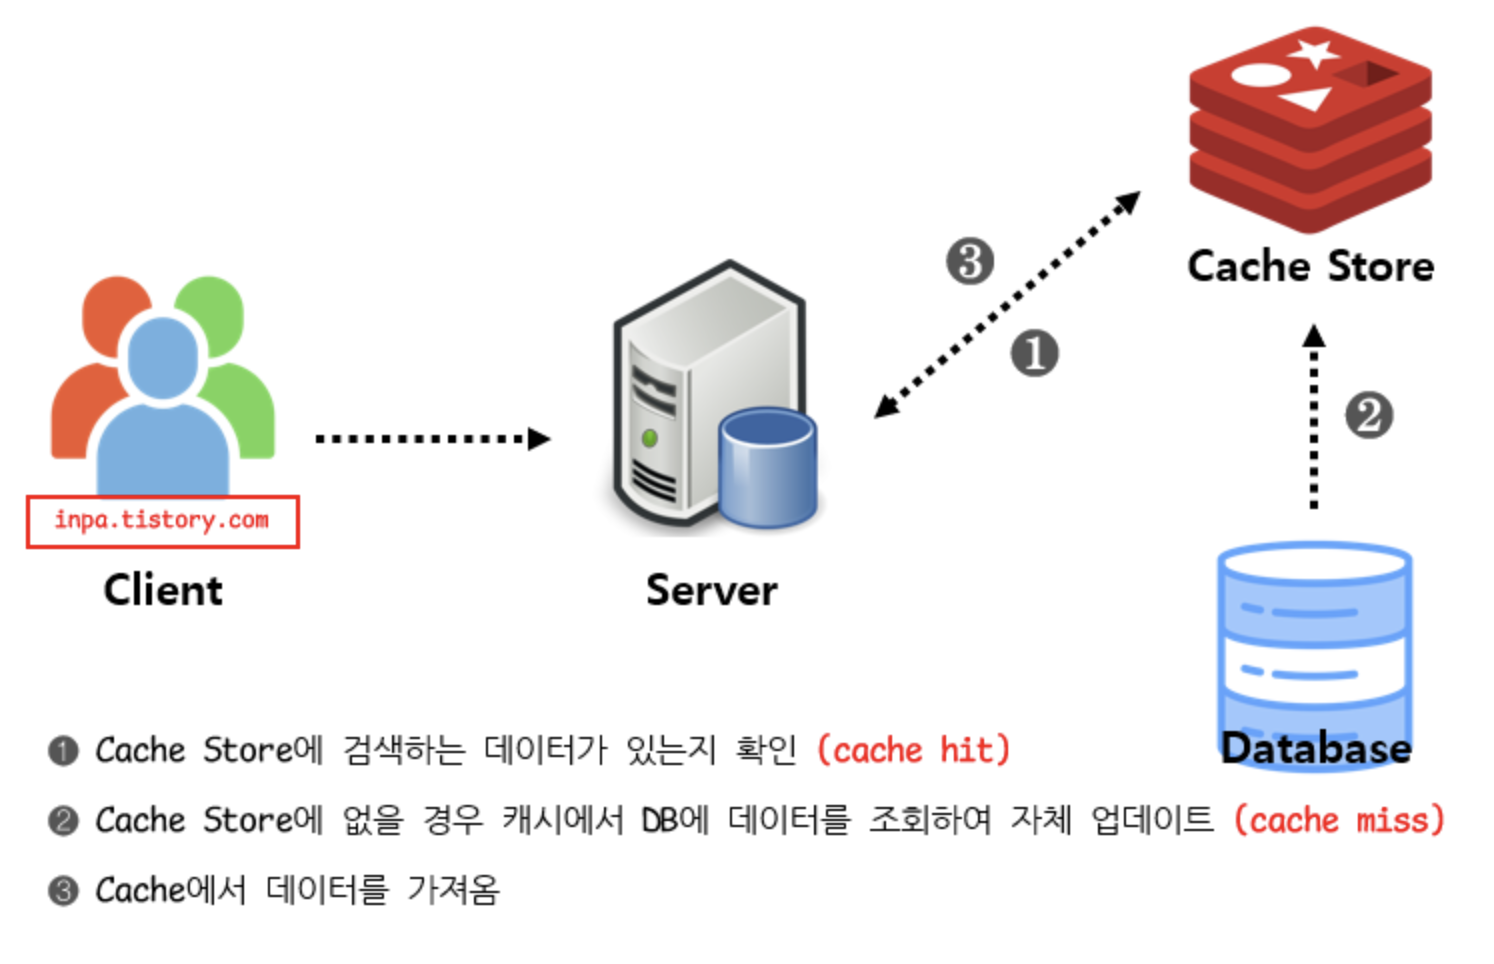 Cache Store
❸
❶
❷
inpa.tistory.com
Client
Server
Database
❶ Cache Store에 검색하는 데이터가 있는지 확인 (cache hit)
❷ Cache Store에 없을 경우 캐시에서 DB에 데이터를 조회하여 자체 업데이트 (cache miss)
❸ Cache에서 데이터를 가져옴